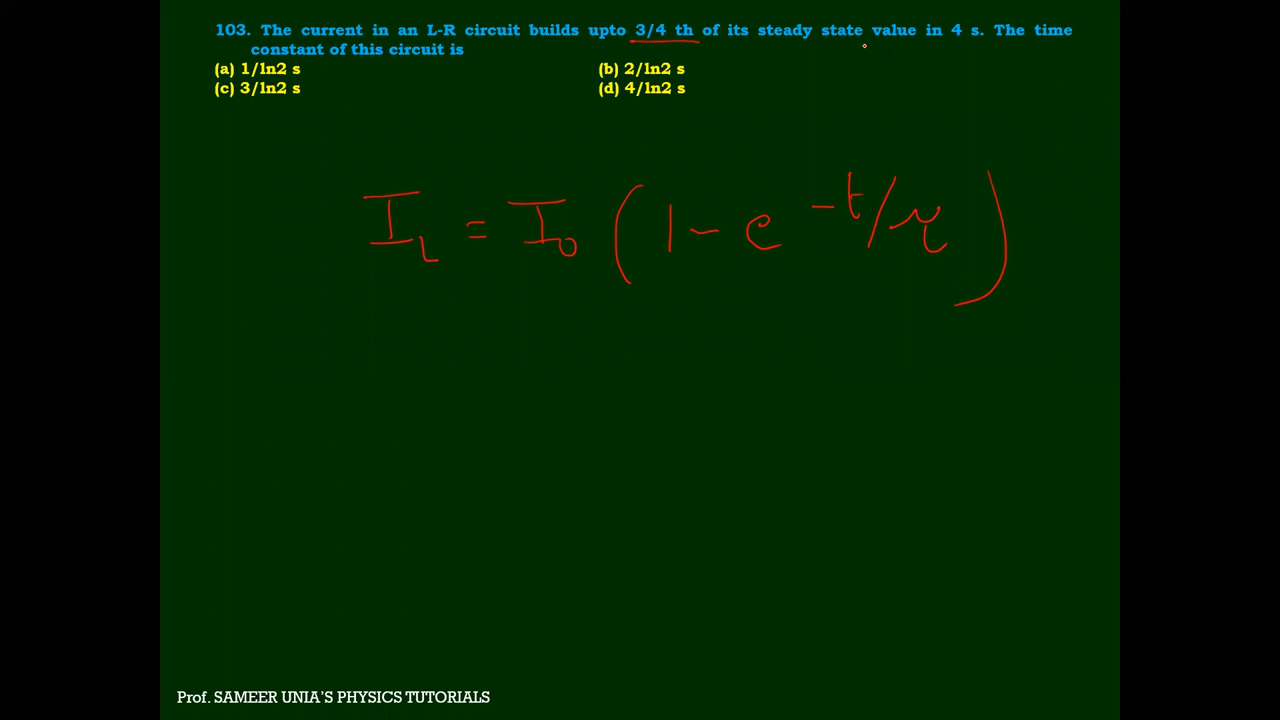 103. The current in an L-R circuit builds upto 3/4 th of its steady state value in 4 s. The time
constant of this circuit is
(a) 1/ln2 s (b) 2/ln2 s
(c) 3/ln2 s (d) 4/ln2 s
I_L = I_0 (1 - e^{-t/τ})
Prof. SAMEER UNIA'S PHYSICS TUTORIALS